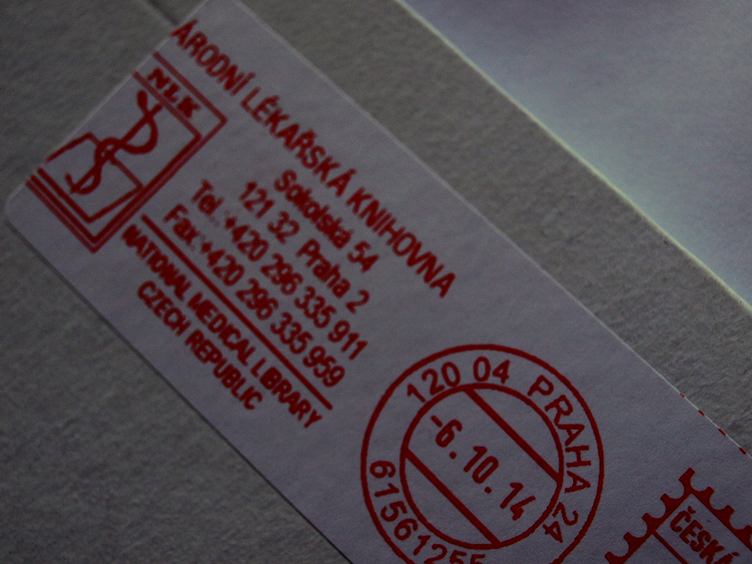 ÁRODNÍ LÉKAŘSKÁ KNIHOVNA
NLK
Sokolská 54
121 32 Praha 2
Tel.:+420 296 335 911
Fax:+420 296 335 959
NATIONAL MEDICAL LIBRARY
CZECH REPUBLIC
120 04 PRAHA 24
-6.10.14
61561255
ČESKÁ